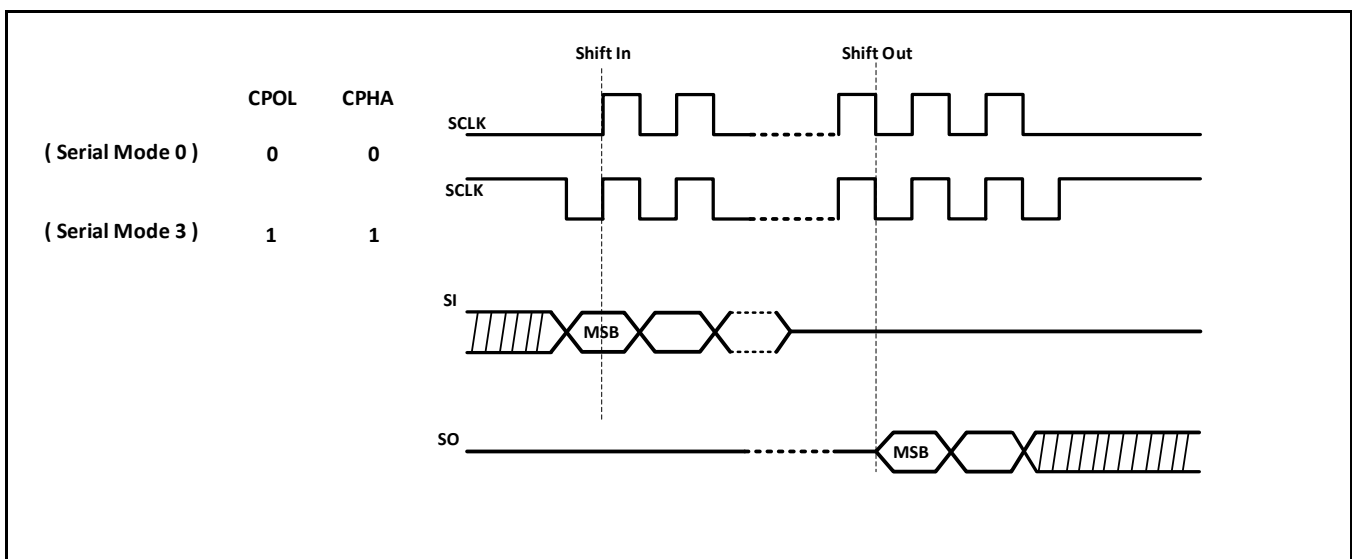 Shift In Shift Out
CPOL CPHA
SCLK
( Serial Mode 0 ) 0 0
SCLK
( Serial Mode 3 ) 1 1
SI
MSB
SO
MSB